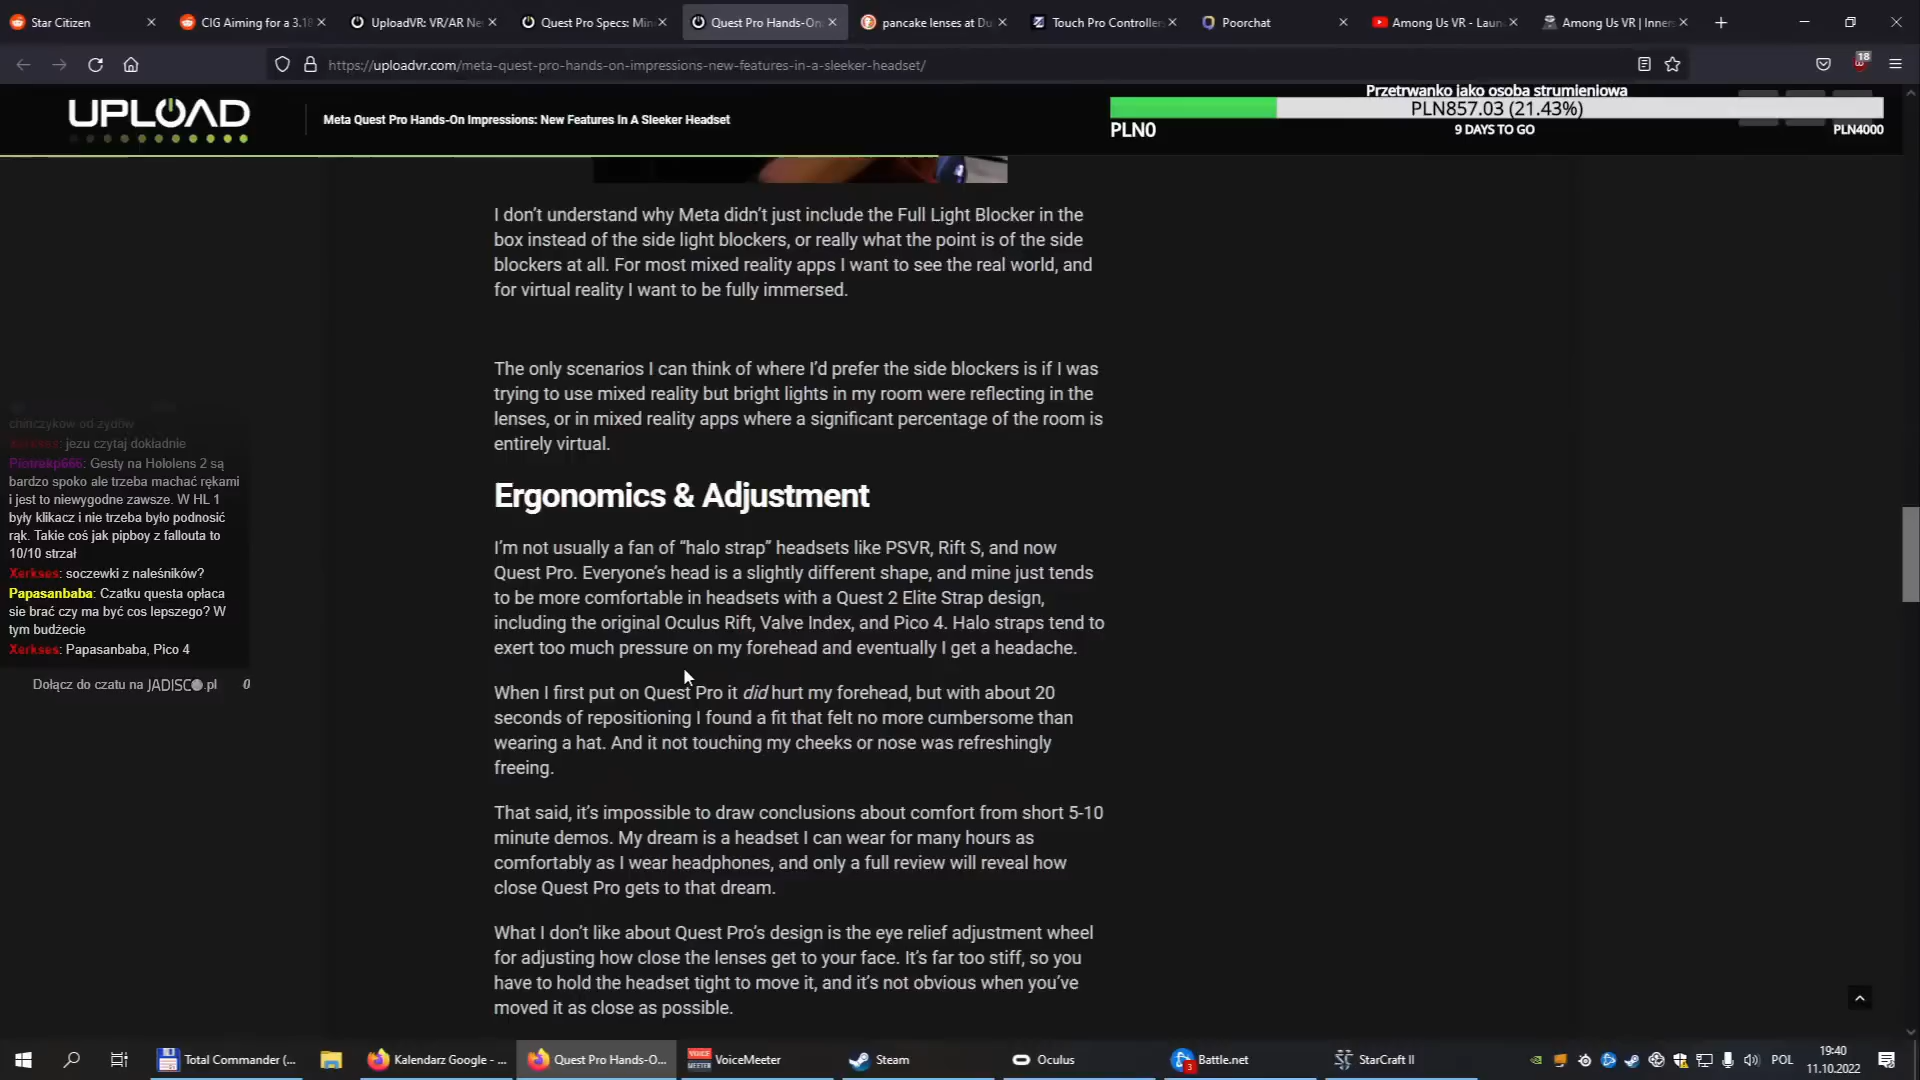 Star Citizen
CIG Aiming for a 3.18
UploadVR: VR/AR Ne
Quest Pro Specs: Min
Quest Pro Hands-On
pancake lenses at Du
Touch Pro Controller
Poorchat
Among Us VR - Laun
Among Us VR | Inner
https://uploadvr.com/meta-quest-pro-hands-on-impressions-new-features-in-a-sleeker-headset/
18
UPLOAD
Meta Quest Pro Hands-On Impressions: New Features In A Sleeker Headset
Przetrwanko jako osoba strumieniowa
PLN857.03 (21.43%)
PLN0
9 DAYS TO GO
PLN4000
I don’t understand why Meta didn’t just include the Full Light Blocker in the
box instead of the side light blockers, or really what the point is of the side
blockers at all. For most mixed reality apps I want to see the real world, and
for virtual reality I want to be fully immersed.
The only scenarios I can think of where I’d prefer the side blockers is if I was
trying to use mixed reality but bright lights in my room were reflecting in the
lenses, or in mixed reality apps where a significant percentage of the room is
entirely virtual.
Ergonomics & Adjustment
I’m not usually a fan of “halo strap” headsets like PSVR, Rift S, and now
Quest Pro. Everyone’s head is a slightly different shape, and mine just tends
to be more comfortable in headsets with a Quest 2 Elite Strap design,
including the original Oculus Rift, Valve Index, and Pico 4. Halo straps tend to
exert too much pressure on my forehead and eventually I get a headache.
When I first put on Quest Pro it did hurt my forehead, but with about 20
seconds of repositioning I found a fit that felt no more cumbersome than
wearing a hat. And it not touching my cheeks or nose was refreshingly
freeing.
That said, it’s impossible to draw conclusions about comfort from short 5-10
minute demos. My dream is a headset I can wear for many hours as
comfortably as I wear headphones, and only a full review will reveal how
close Quest Pro gets to that dream.
What I don’t like about Quest Pro’s design is the eye relief adjustment wheel
for adjusting how close the lenses get to your face. It’s far too stiff, so you
have to hold the headset tight to move it, and it’s not obvious when you’ve
moved it as close as possible.
chińczyków od żydów
Xerkses: jezu czytaj dokładnie
Piotrekp666: Gesty na Hololens 2 są
bardzo spoko ale trzeba machać rękami
i jest to niewygodne zawsze. W HL 1
były klikacz i nie trzeba było podnosić
rąk. Takie coś jak pipboy z fallouta to
10/10 strzał
Xerkses: soczewki z naleśników?
Papasanbaba: Czatku questa opłaca
sie brać czy ma być cos lepszego? W
tym budżecie
Xerkses: Papasanbaba, Pico 4
Dołącz do czatu na JADISCO.pl 0
Total Commander (...
Kalendarz Google - ...
Quest Pro Hands-O...
VOICE MEETER
VoiceMeeter
Steam
Oculus
3
Battle.net
StarCraft II
POL
19:40
11.10.2022